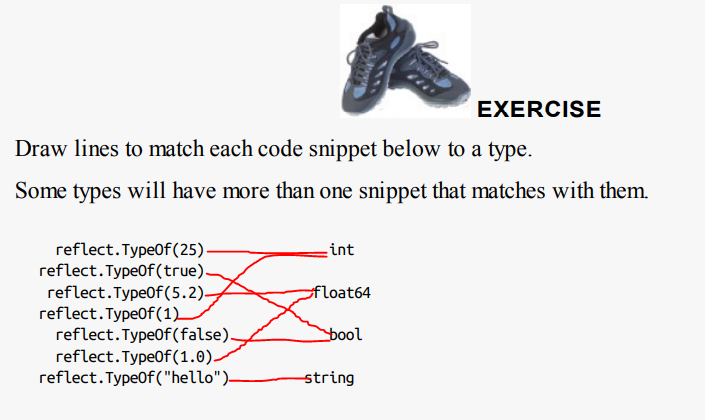 EXERCISE
Draw lines to match each code snippet below to a type.
Some types will have more than one snippet that matches with them.
reflect.TypeOf(25) int
reflect.TypeOf(true)
reflect.TypeOf(5.2) float64
reflect.TypeOf(1)
reflect.TypeOf(false) bool
reflect.TypeOf(1.0)
reflect.TypeOf("hello") string